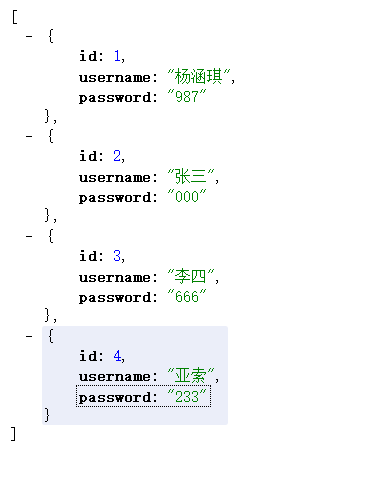 [
- {
id: 1,
username: "杨涵琪",
password: "987"
},
- {
id: 2,
username: "张三",
password: "000"
},
- {
id: 3,
username: "李四",
password: "666"
},
- {
id: 4,
username: "亚索",
password: "233"
}
]